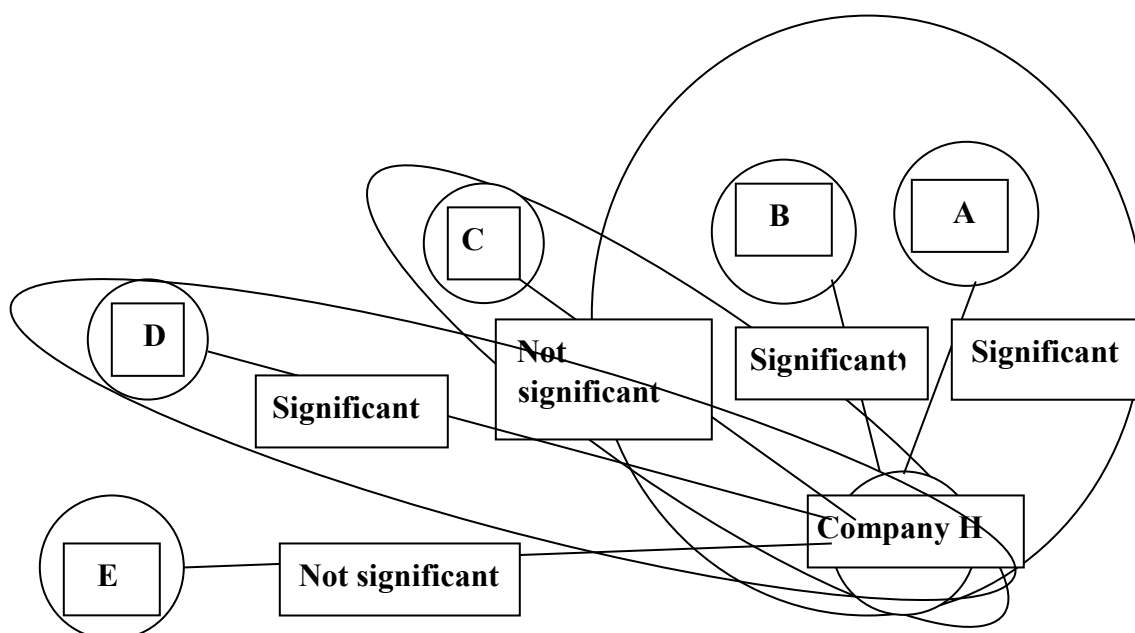 B
A
C
D
Not
significant
Significant
Significant
Significant
Company H
E
Not significant